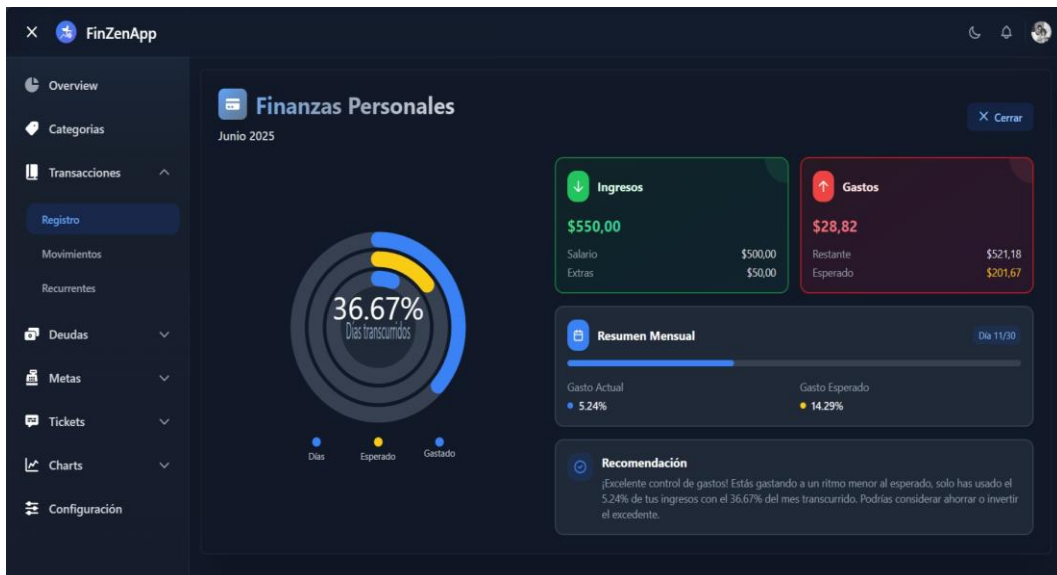 FinZenApp
Overview
Categorias
Transacciones
Registro
Movimientos
Recurrentes
Deudas
Metas
Tickets
Charts
Configuración
Finanzas Personales
Junio 2025
Cerrar
36.67%
Días transcurridos
Días
Esperado
Gastado
Ingresos
$550,00
Salario
$500,00
Extras
$50,00
Gastos
$28,82
Restante
$521,18
Esperado
$201,67
Resumen Mensual
Día 11/30
Gasto Actual
5.24%
Gasto Esperado
14.29%
Recomendación
¡Excelente control de gastos! Estás gastando a un ritmo menor al esperado, solo has usado el
5.24% de tus ingresos con el 36.67% del mes transcurrido. Podrías considerar ahorrar o invertir
el excedente.